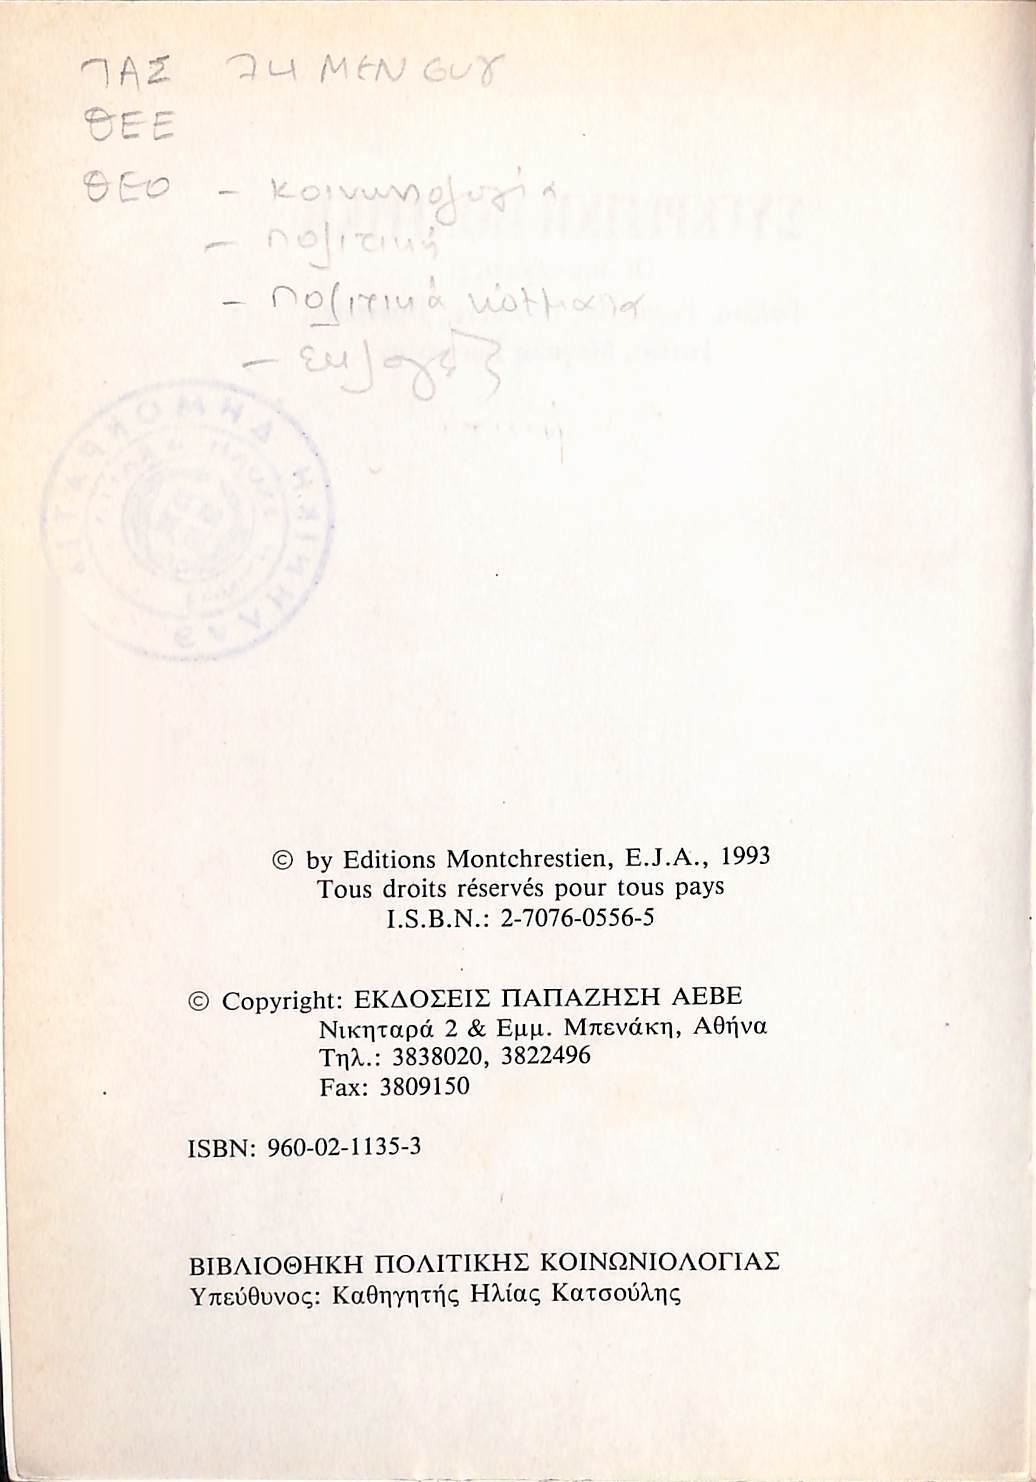 ΤΑΣ 74 ΜΕΝ GUY
ΘΕΕ
ΘΕΟ - κοινωνιολογία
- πολιτική
- πολιτικά κόμματα
- εκλογές
© by Editions Montchrestien, E.J.A., 1993
Tous droits réservés pour tous pays
I.S.B.N.: 2-7076-0556-5
© Copyright: ΕΚΔΟΣΕΙΣ ΠΑΠΑΖΗΣΗ ΑΕΒΕ
Νικηταρά 2 & Εμμ. Μπενάκη, Αθήνα
Τηλ.: 3838020, 3822496
Fax: 3809150
ISBN: 960-02-1135-3
ΒΙΒΛΙΟΘΗΚΗ ΠΟΛΙΤΙΚΗΣ ΚΟΙΝΩΝΙΟΛΟΓΙΑΣ
Υπεύθυνος: Καθηγητής Ηλίας Κατσούλης